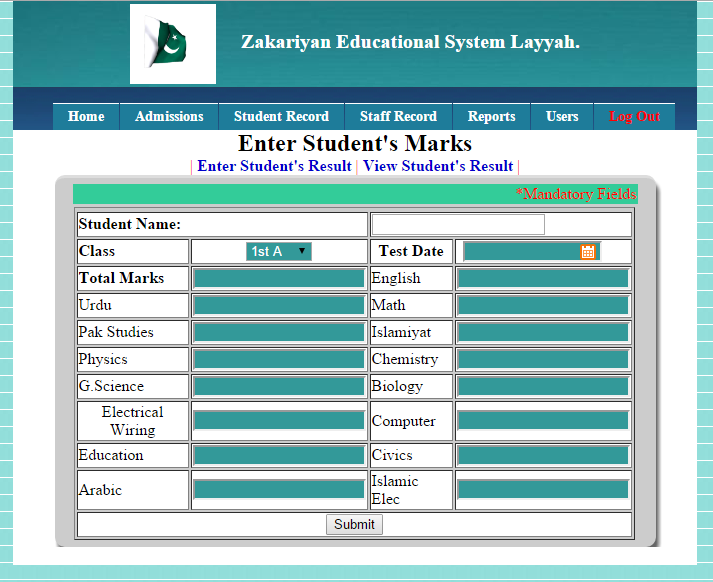 Zakariyan Educational System Layyah.
Home Admissions Student Record Staff Record Reports Users Log Out
Enter Student's Marks
| Enter Student's Result | View Student's Result |
*Mandatory Fields
Student Name:
Class 1st A Test Date
Total Marks English
Urdu Math
Pak Studies Islamiyat
Physics Chemistry
G.Science Biology
Electrical
Wiring Computer
Education Civics
Arabic Islamic
Elec
Submit